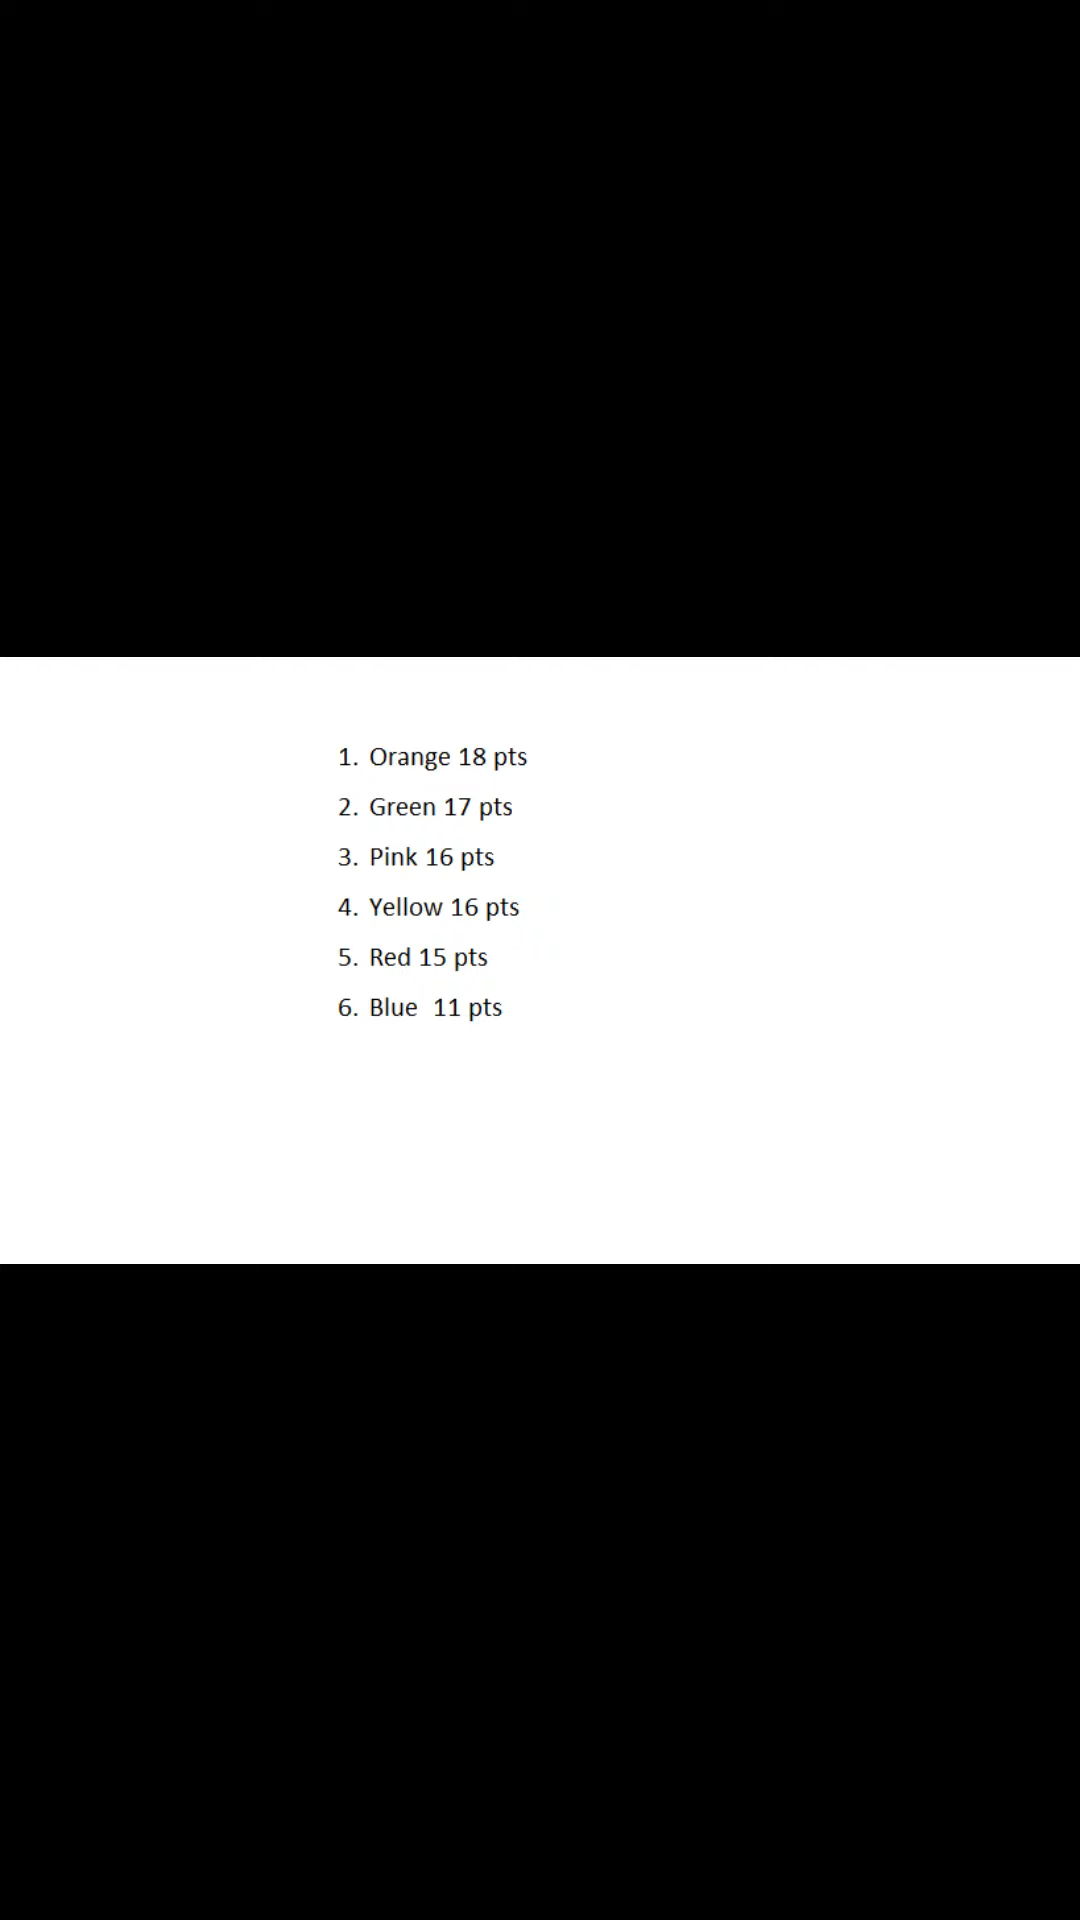 1. Orange 18 pts
2. Green 17 pts
3. Pink 16 pts
4. Yellow 16 pts
5. Red 15 pts
6. Blue  11 pts